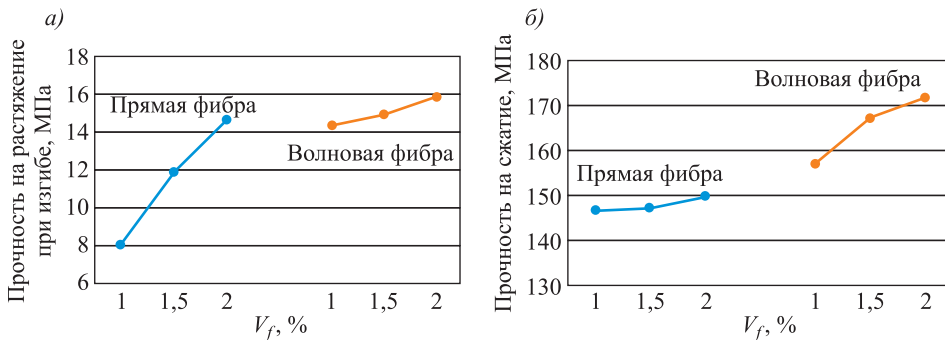 а)
Прочность на растяжение
при изгибе, МПа
18
16
14
12
10
8
6
Прямая фибра
Волновая фибра
1 1,5 2 1 1,5 2
V_f, %
б)
Прочность на сжатие, МПа
180
170
160
150
140
130
Волновая фибра
Прямая фибра
1 1,5 2 1 1,5 2
V_f, %